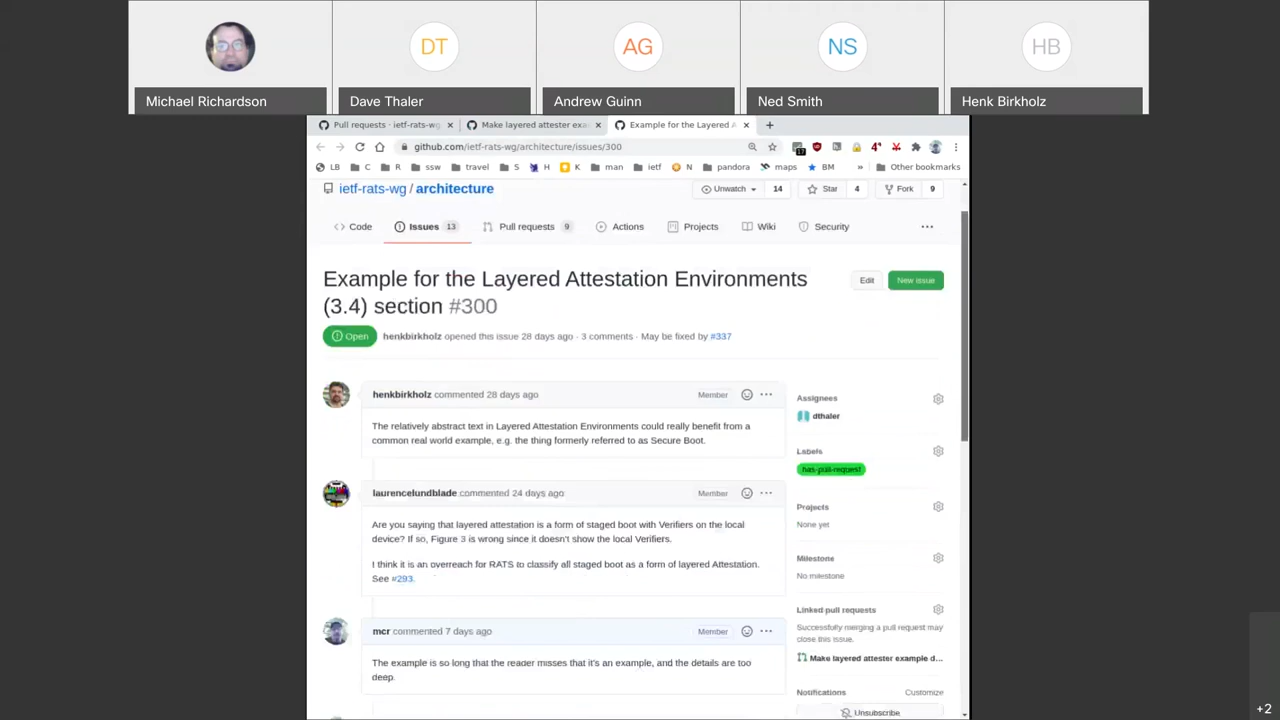 DT
AG
NS
HB
Michael Richardson
Dave Thaler
Andrew Guinn
Ned Smith
Henk Birkholz
Pull requests · ietf-rats-wg
Make layered attester exa
Example for the Layered A
github.com/ietf-rats-wg/architecture/issues/300
17
LB
C
R
ssw
travel
S
H
K
man
ietf
N
pandora
maps
BM
»
Other bookmarks
ietf-rats-wg / architecture
Unwatch
14
Star
4
Fork
9
Code
Issues 13
Pull requests 9
Actions
Projects
Wiki
Security
Example for the Layered Attestation Environments
(3.4) section #300
Edit
New issue
Open
henkbirkholz opened this issue 28 days ago · 3 comments · May be fixed by #337
henkbirkholz commented 28 days ago
Member
The relatively abstract text in Layered Attestation Environments could really benefit from a
common real world example, e.g. the thing formerly referred to as Secure Boot.
laurencelundblade commented 24 days ago
Member
Are you saying that layered attestation is a form of staged boot with Verifiers on the local
device? If so, Figure 3 is wrong since it doesn't show the local Verifiers.
I think it is an overreach for RATS to classify all staged boot as a form of layered Attestation.
See #293.
mcr commented 7 days ago
Member
The example is so long that the reader misses that it's an example, and the details are too
deep.
Assignees
dthaler
Labels
has-pull-request
Projects
None yet
Milestone
No milestone
Linked pull requests
Successfully merging a pull request may
close this issue.
Make layered attester example d...
Notifications
Customize
Unsubscribe
+2